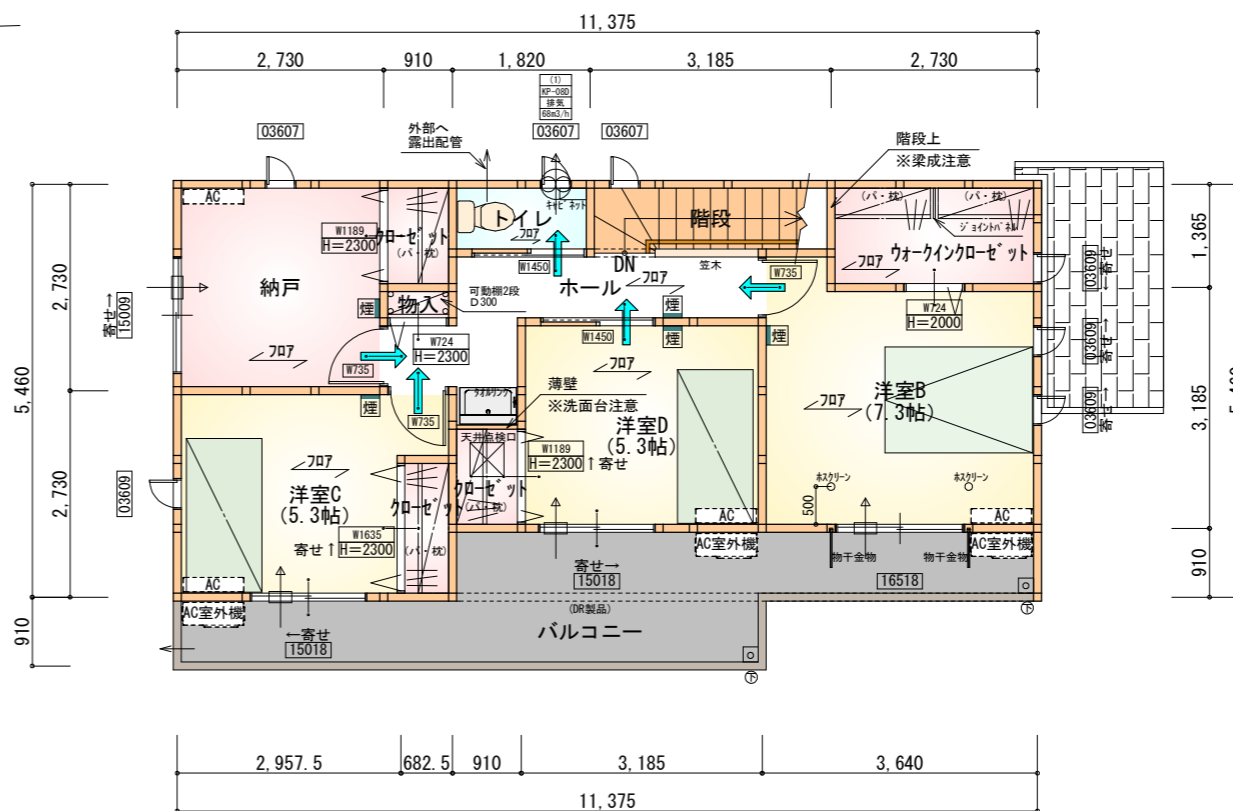 11,375
2,730
910
1,820
3,185
2,730
(1)
KP-08D
排気
68m3/h
03607
03607
03607
外部へ
露出配管
階段上
※梁成注意
AC
W1189
H=2300
クローゼット
(パ・枕)
トイレ
キャビネット
フロア
W1450
階段
DN
笠木
フロア
ホール
W735
(パ・枕)
(パ・枕)
ジョイントパネル
ウォークインクローゼット
フロア
03609
寄せ→
1,365
2,730
5,460
2,730
910
寄せ→
15009
納戸
フロア
煙
物入
可動棚2段
D300
W724
H=2300
W735
煙
W735
タオルリング
薄壁
※洗面台注意
W1450
煙
煙
煙
フロア
洋室D
(5.3帖)
W1189
H=2300
↑寄せ
天井点検口
クローゼット
(パ・枕)
W724
H=2000
洋室B
(7.3帖)
フロア
03609
寄せ→
03609
寄せ→
3,185
910
ホスクリーン
ホスクリーン
500
AC
AC
AC室外機
AC室外機
物干金物
物干金物
16518
03609
フロア
洋室C
(5.3帖)
クローゼット
(パ・枕)
W1635
H=2300
寄せ↑
AC
AC室外機
←寄せ
15018
寄せ→
15018
(DR製品)
バルコニー
下
下
2,957.5
682.5
910
3,185
3,640
11,375